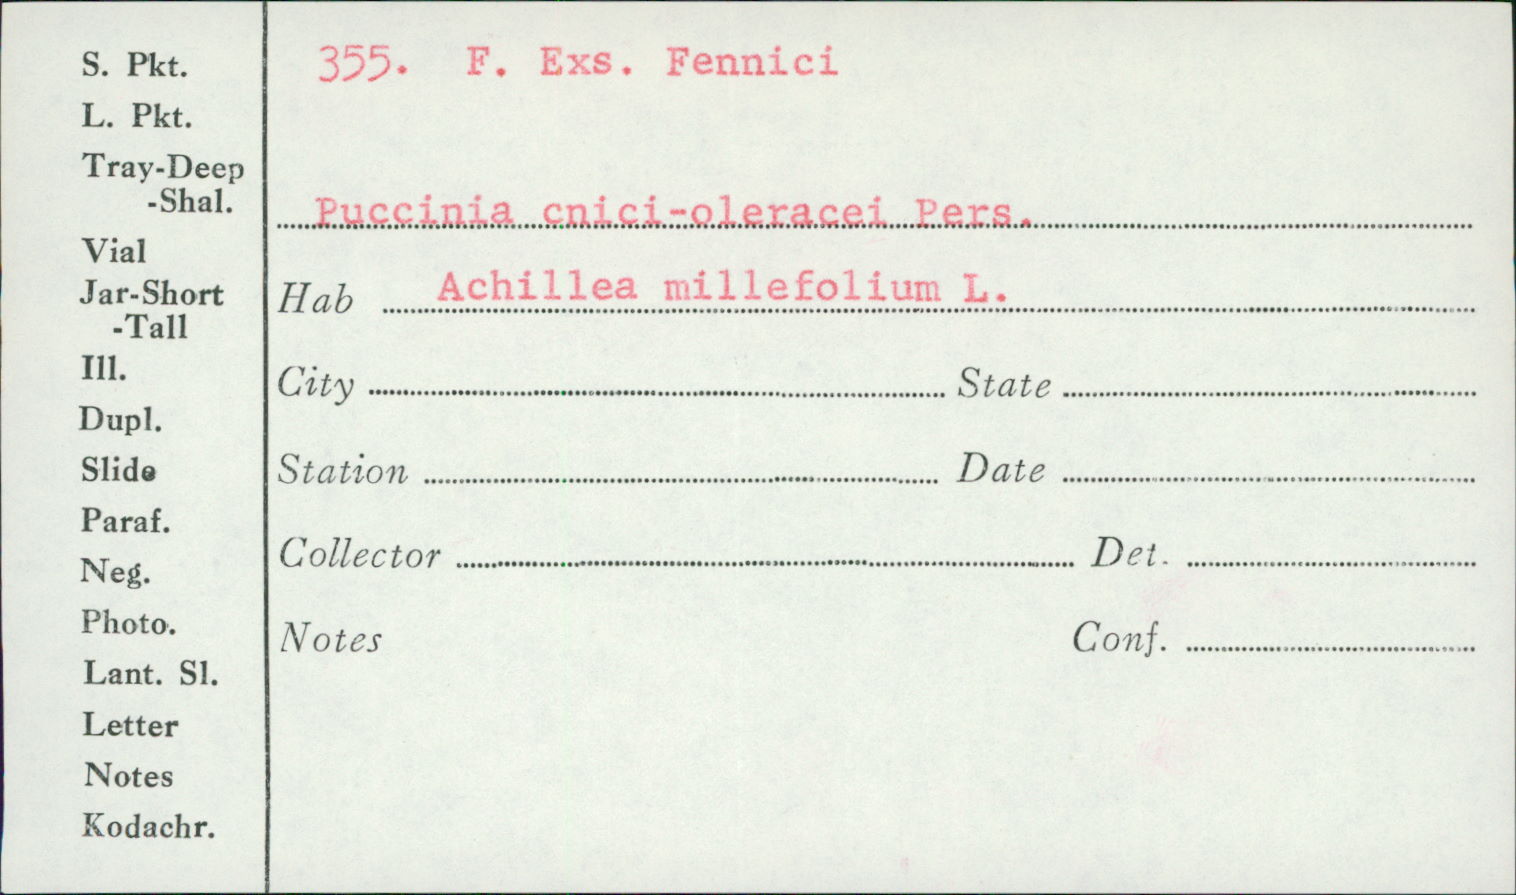 S. Pkt.
L. Pkt.
Tray-Deep
-Shal.
Vial
Jar-Short
-Tall
Ill.
Dupl.
Slide
Paraf.
Neg.
Photo.
Lant. Sl.
Letter
Notes
Kodachr.
355. F. Exs. Fennici
Puccinia cnici-oleracei Pers.
Hab Achillea millefolium L.
City State
Station Date
Collector Det.
Notes Conf.